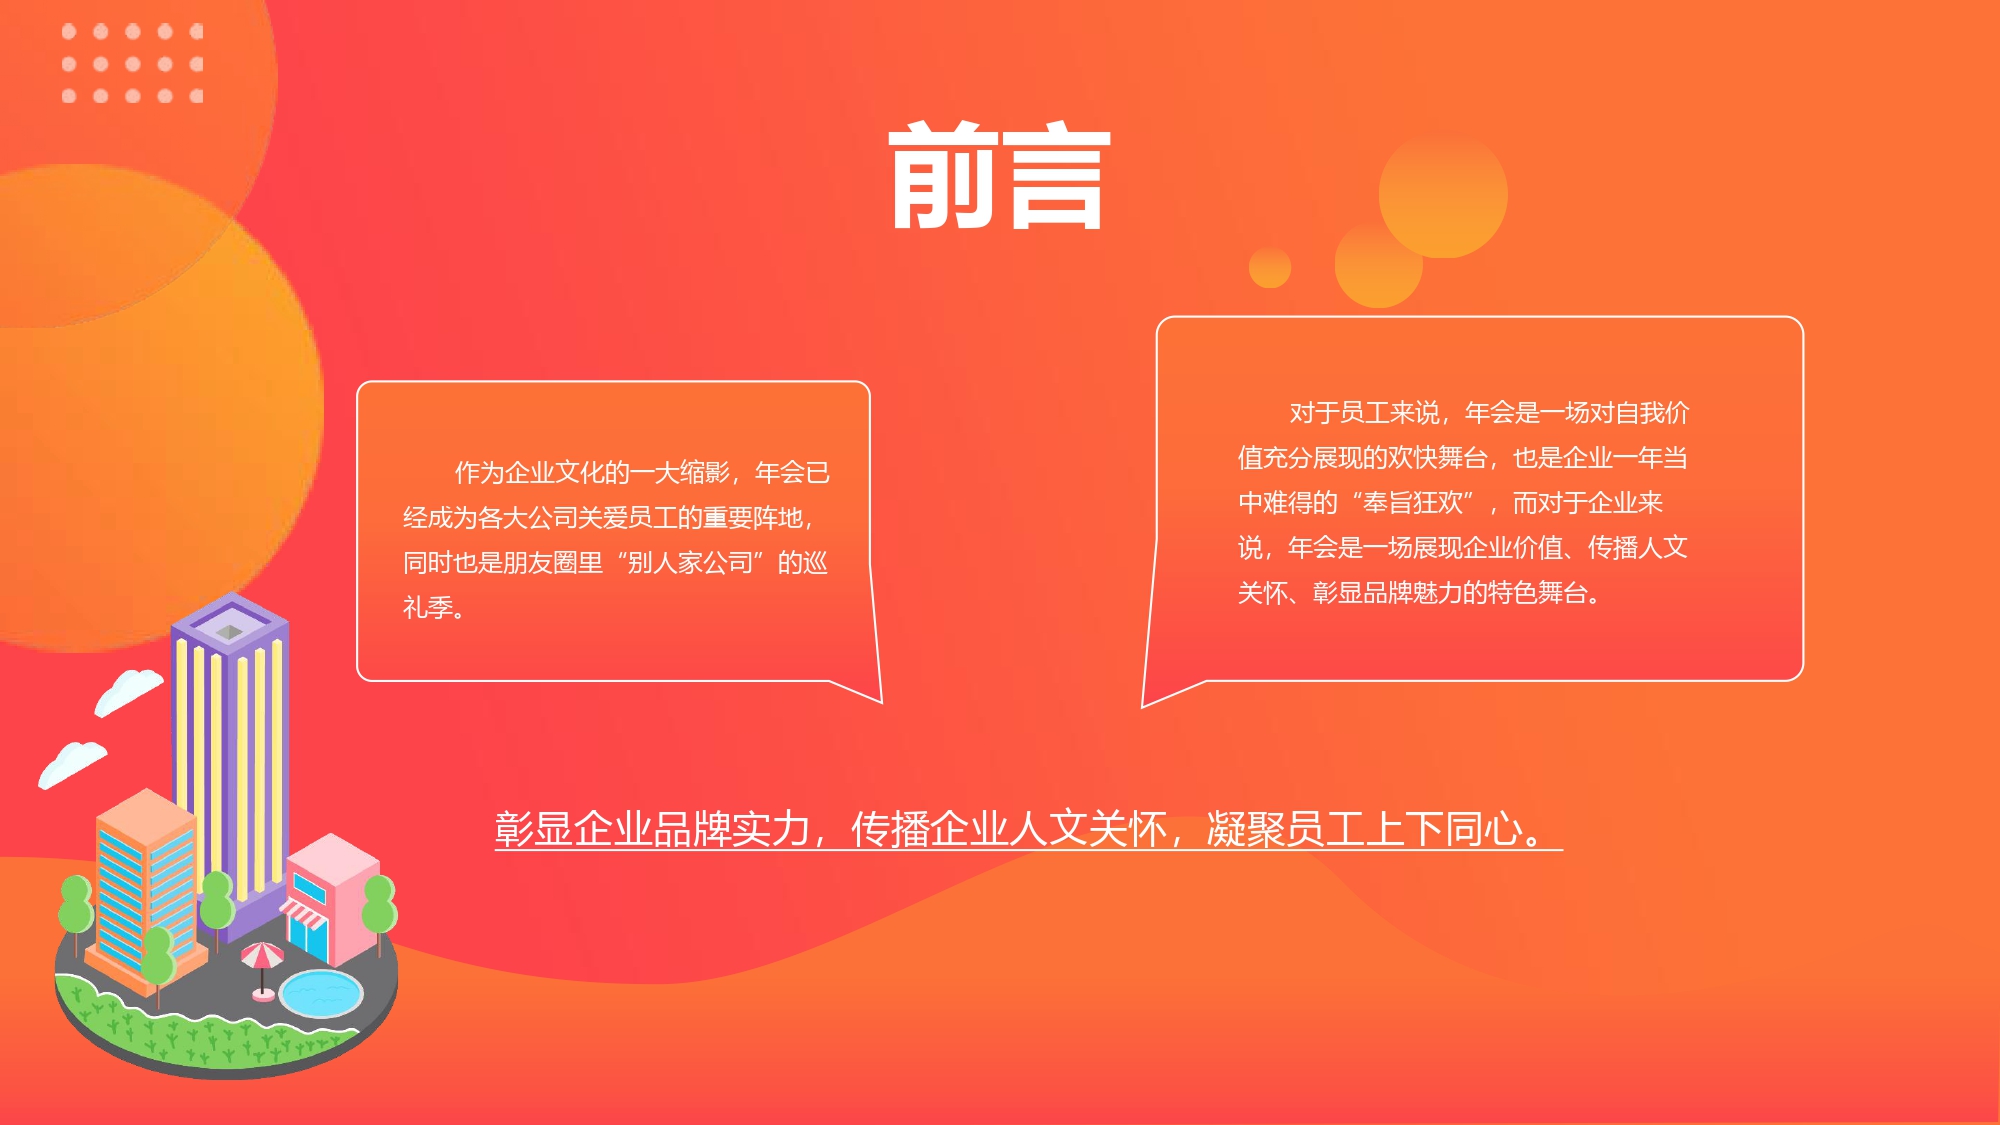 前言
作为企业文化的一大缩影，年会已
经成为各大公司关爱员工的重要阵地，
同时也是朋友圈里“别人家公司”的巡
礼季。
对于员工来说，年会是一场对自我价
值充分展现的欢快舞台，也是企业一年当
中难得的“奉旨狂欢”，而对于企业来
说，年会是一场展现企业价值、传播人文
关怀、彰显品牌魅力的特色舞台。
彰显企业品牌实力，传播企业人文关怀，凝聚员工上下同心。